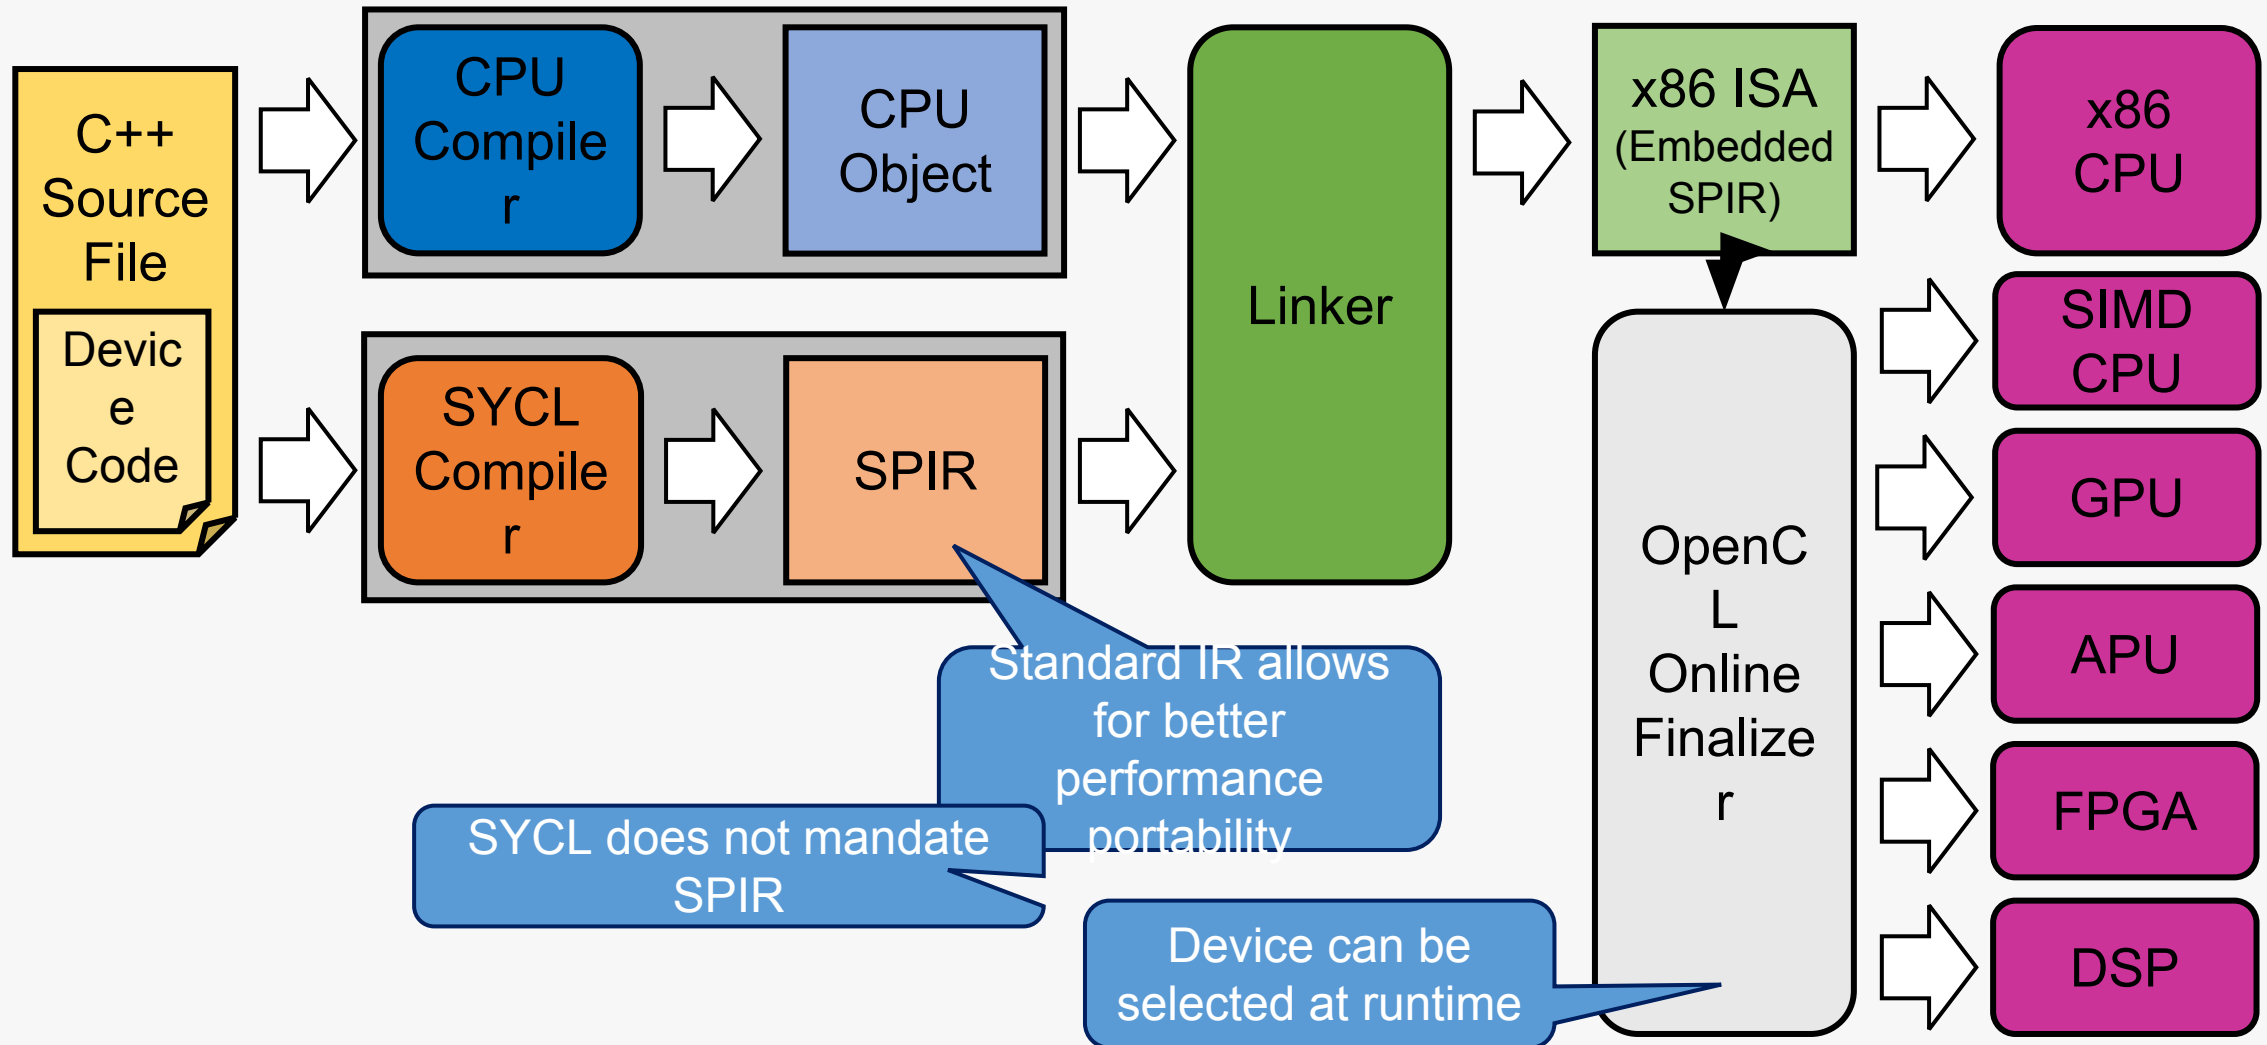 C++
Source
File
Devic
e
Code
CPU
Compile
r
CPU
Object
SYCL
Compile
r
SPIR
Linker
x86 ISA
(Embedded
SPIR)
OpenC
L
Online
Finalize
r
x86
CPU
SIMD
CPU
GPU
APU
FPGA
DSP
Standard IR allows
for better
performance
portability
SYCL does not mandate
SPIR
Device can be
selected at runtime